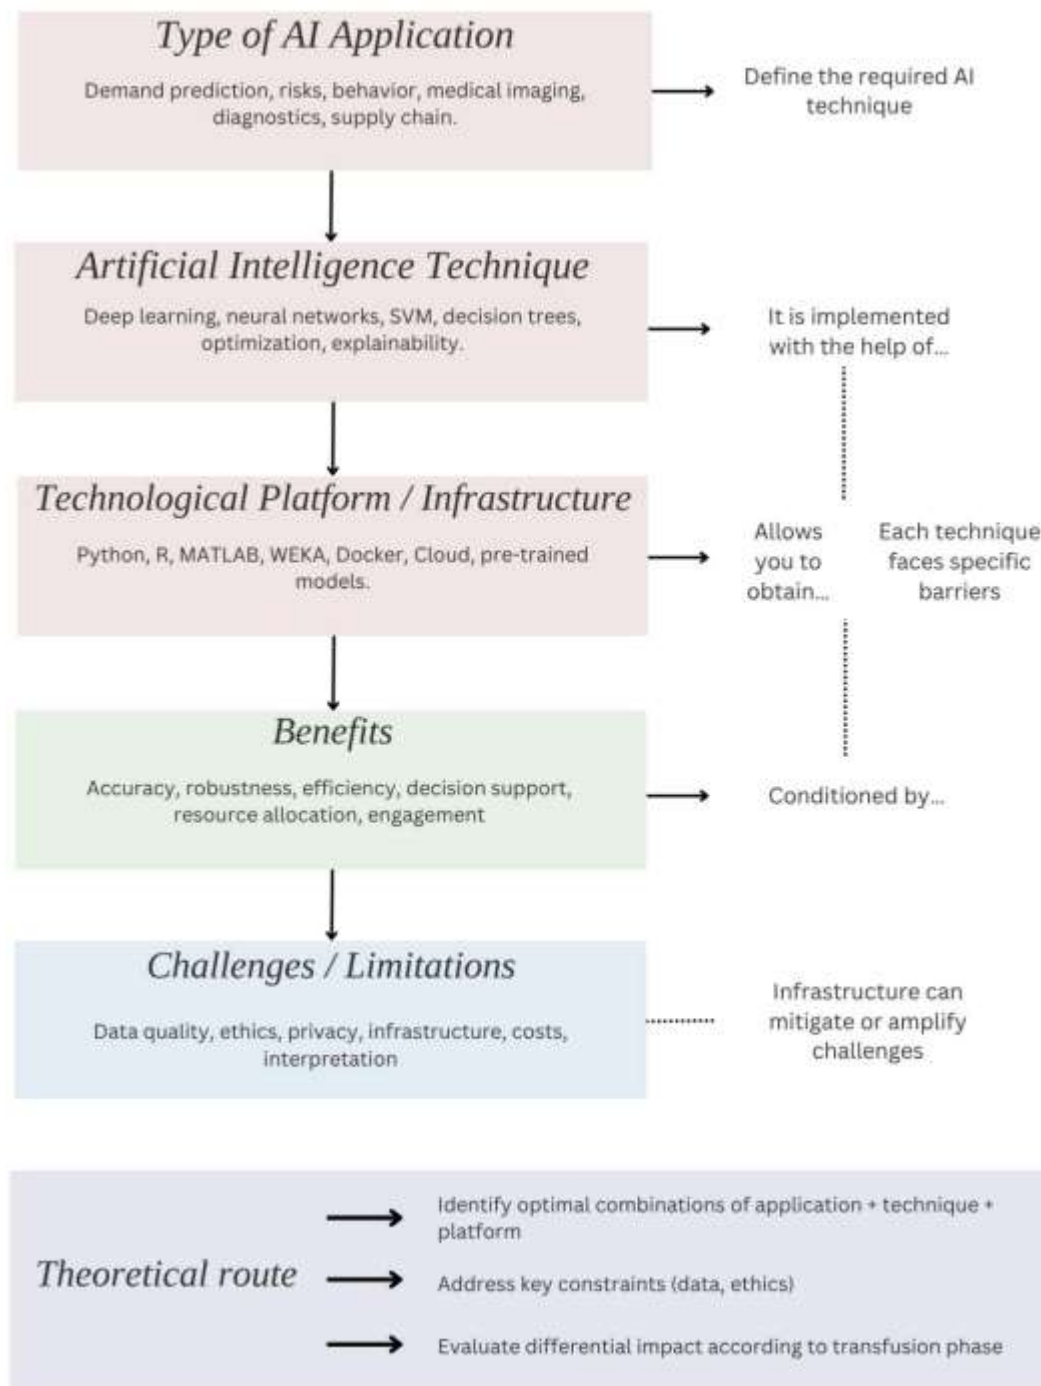 Type of AI Application
Demand prediction, risks, behavior, medical imaging,
diagnostics, supply chain.
Define the required AI
technique
Artificial Intelligence Technique
Deep learning, neural networks, SVM, decision trees,
optimization, explainability.
It is implemented
with the help of...
Technological Platform / Infrastructure
Python, R, MATLAB, WEKA, Docker, Cloud, pre-trained
models.
Allows
you to
obtain...
Each technique
faces specific
barriers
Benefits
Accuracy, robustness, efficiency, decision support,
resource allocation, engagement
Conditioned by...
Challenges / Limitations
Data quality, ethics, privacy, infrastructure, costs,
interpretation
Infrastructure can
mitigate or amplify
challenges
Theoretical route
Identify optimal combinations of application + technique +
platform
Address key constraints (data, ethics)
Evaluate differential impact according to transfusion phase